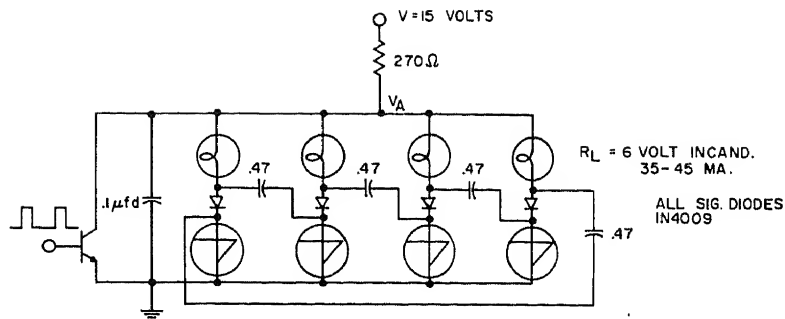 V = 15 VOLTS
270Ω
VA
.47
.47
.47
RL = 6 VOLT INCAND.
35-45 MA.
.1μfd
ALL SIG. DIODES
IN4009
.47